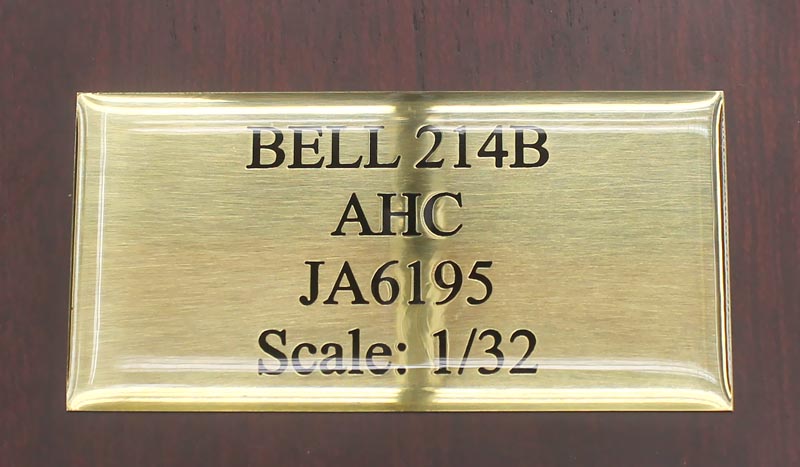 BELL 214B
AHC
JA6195
Scale: 1/32